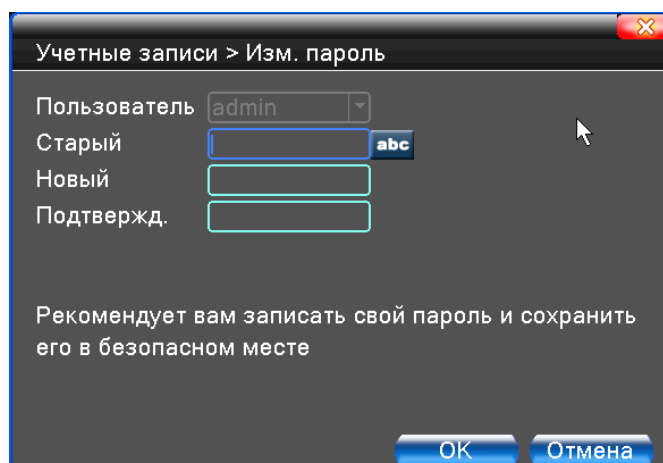 Учетные записи > Изм. пароль
Пользователь admin
Старый abc
Новый
Подтвержд.
Рекомендует вам записать свой пароль и сохранить
его в безопасном месте
OK Отмена